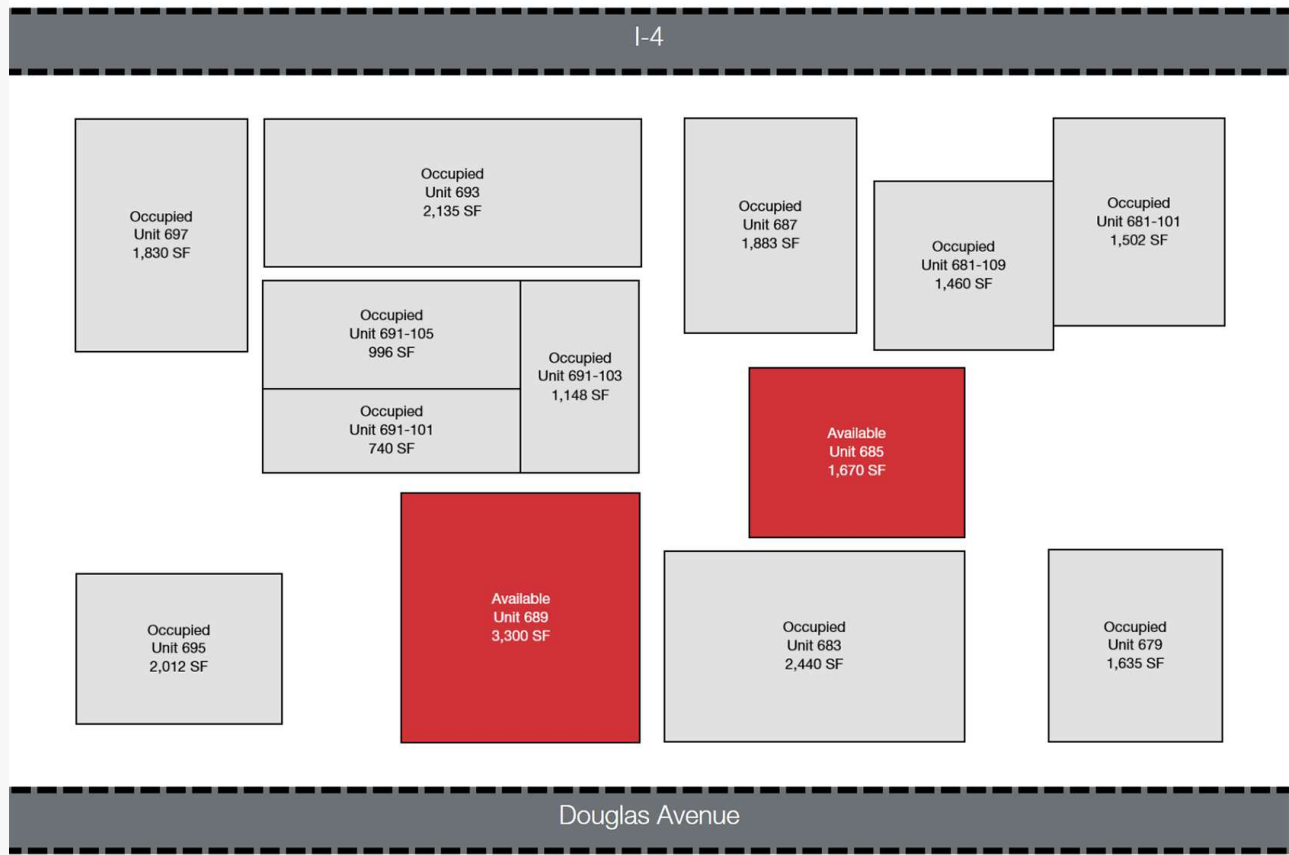 I-4
Occupied
Unit 697
1,830 SF
Occupied
Unit 693
2,135 SF
Occupied
Unit 687
1,883 SF
Occupied
Unit 681-109
1,460 SF
Occupied
Unit 681-101
1,502 SF
Occupied
Unit 691-105
996 SF
Occupied
Unit 691-103
1,148 SF
Occupied
Unit 691-101
740 SF
Available
Unit 685
1,670 SF
Occupied
Unit 695
2,012 SF
Available
Unit 689
3,300 SF
Occupied
Unit 683
2,440 SF
Occupied
Unit 679
1,635 SF
Douglas Avenue